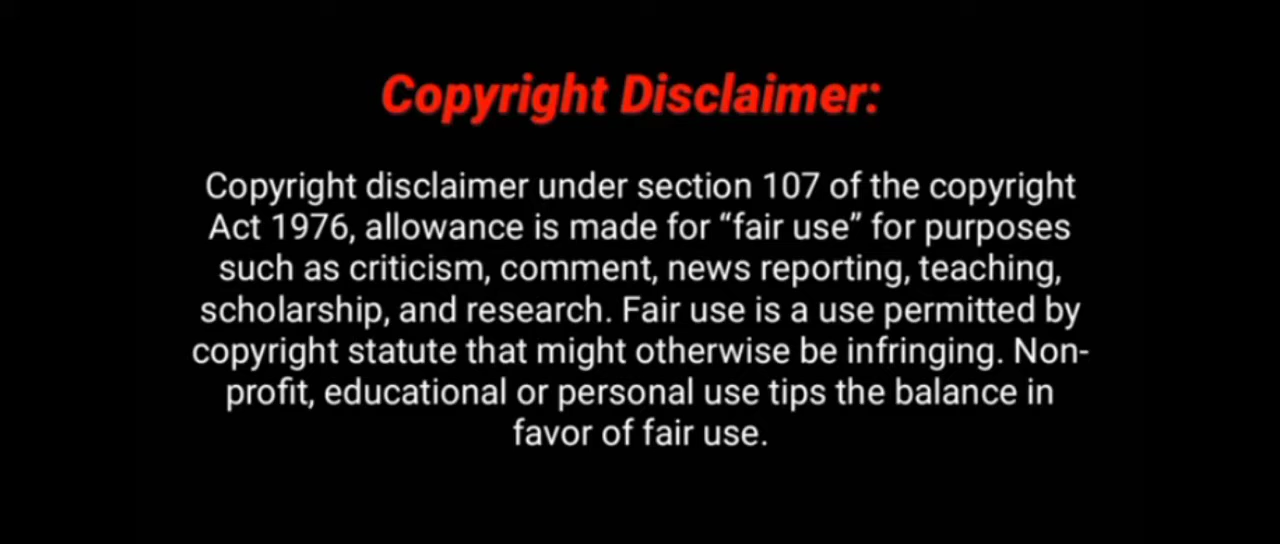 Copyright Disclaimer:
Copyright disclaimer under section 107 of the copyright
Act 1976, allowance is made for “fair use” for purposes
such as criticism, comment, news reporting, teaching,
scholarship, and research. Fair use is a use permitted by
copyright statute that might otherwise be infringing. Non-
profit, educational or personal use tips the balance in
favor of fair use.